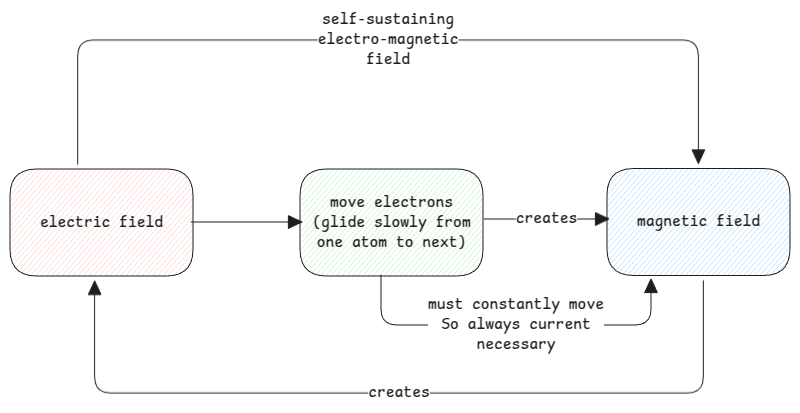 self-sustaining
electro-magnetic
field
electric field
move electrons
(glide slowly from
one atom to next)
creates
magnetic field
must constantly move
So always current
necessary
creates